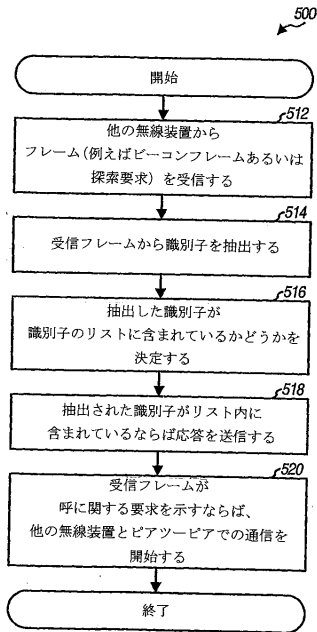 500
開始
512
他の無線装置から
フレーム(例えばビーコンフレームあるいは
探索要求)を受信する
514
受信フレームから識別子を抽出する
516
抽出した識別子が
識別子のリストに含まれているかどうかを
決定する
518
抽出された識別子がリスト内に
含まれているならば応答を送信する
520
受信フレームが
呼に関する要求を示すならば、
他の無線装置とピアツーピアでの通信を
開始する
終了